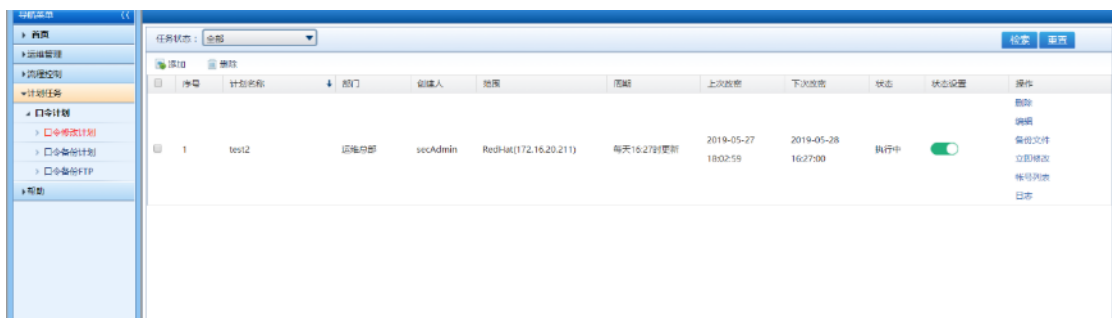 导航菜单
首页
运维管理
流程控制
计划任务
口令计划
口令修改计划
口令备份计划
口令备份FTP
帮助
任务状态： 全部 检索 重置
添加 删除
序号 计划名称 部门 创建人 范围 周期 上次改密 下次改密 状态 状态设置 操作
1 test2 运维总部 secAdmin RedHat(172.16.20.211) 每天16:27时更新 2019-05-27 18:02:59 2019-05-28 16:27:00 执行中
删除
编辑
备份文件
立即修改
帐号列表
日志